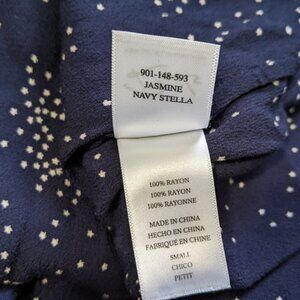 901-148-593
JASMINE
NAVY STELLA
100% RAYON
100% RAYON
100% RAYONNE
MADE IN CHINA
HECHO EN CHINA
FABRIQUÉ EN CHINE
SMALL
CHICO
PETIT